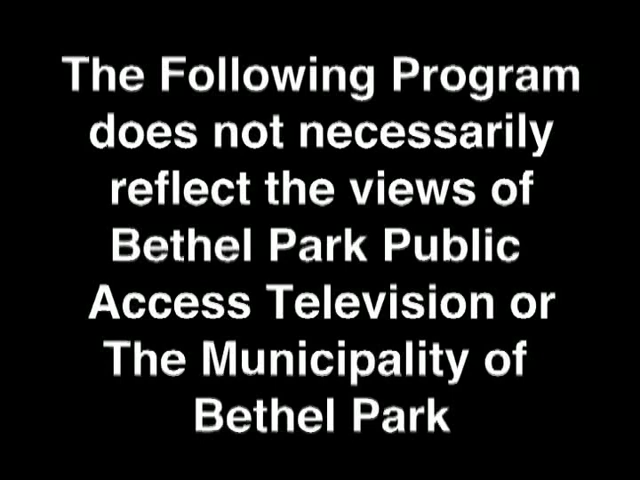 The Following Program
does not necessarily
reflect the views of
Bethel Park Public
Access Television or
The Municipality of
Bethel Park